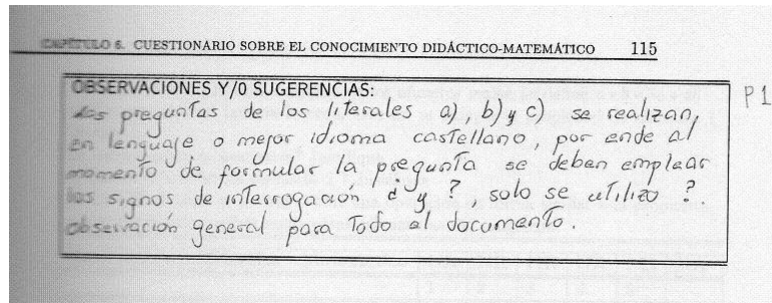 CAPÍTULO 6. CUESTIONARIO SOBRE EL CONOCIMIENTO DIDÁCTICO-MATEMÁTICO 115
OBSERVACIONES Y/0 SUGERENCIAS:
P1
Las preguntas de los literales a), b) y c) se realizan,
en lenguaje o mejor idioma castellano, por ende al
momento de formular la pregunta se deben emplear
los signos de interrogación ¿ y ?, solo se utilizo ?.
observación general para todo el documento.